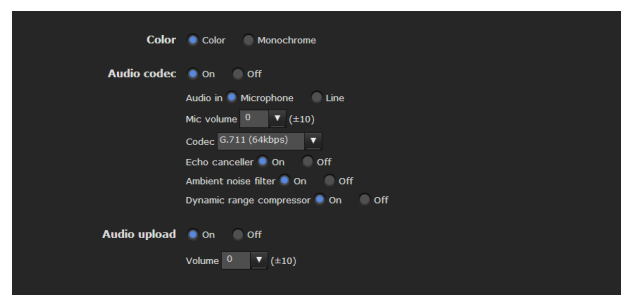 Color Color Monochrome
Audio codec On Off
Audio in Microphone Line
Mic volume 0 (±10)
Codec G.711 (64kbps)
Echo canceller On Off
Ambient noise filter On Off
Dynamic range compressor On Off
Audio upload On Off
Volume 0 (±10)